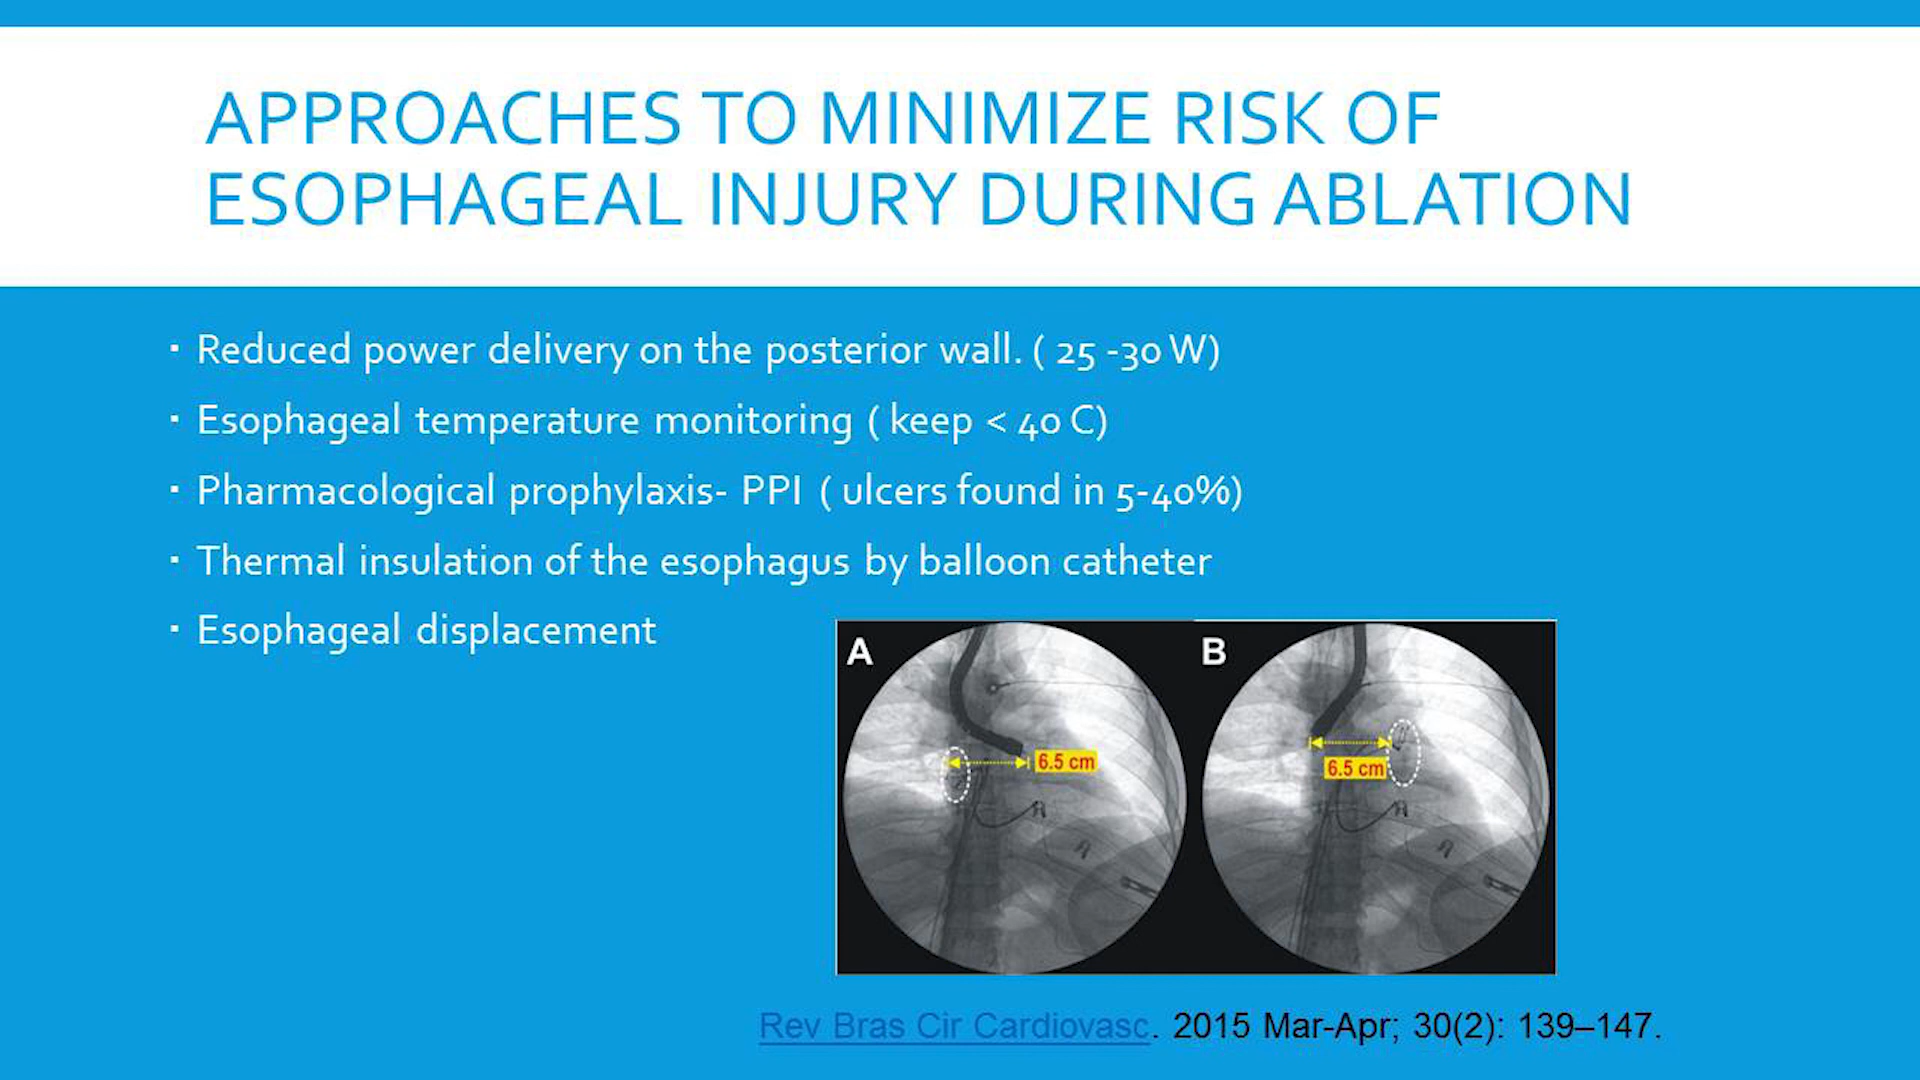 APPROACHES TO MINIMIZE RISK OF
ESOPHAGEAL INJURY DURING ABLATION
▪ Reduced power delivery on the posterior wall. ( 25 -30 W)
▪ Esophageal temperature monitoring ( keep < 40 C)
▪ Pharmacological prophylaxis- PPI ( ulcers found in 5-40%)
▪ Thermal insulation of the esophagus by balloon catheter
▪ Esophageal displacement
A
B
6.5 cm
6.5 cm
Rev Bras Cir Cardiovasc. 2015 Mar-Apr; 30(2): 139–147.